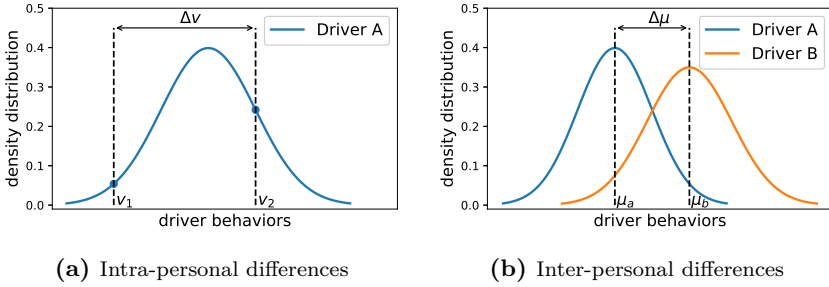 Δv
Driver A
density distribution
0.5
0.4
0.3
0.2
0.1
0.0
v₁
v₂
driver behaviors
(a) Intra-personal differences
Δμ
Driver A
Driver B
density distribution
0.5
0.4
0.3
0.2
0.1
0.0
μₐ
μ_b
driver behaviors
(b) Inter-personal differences